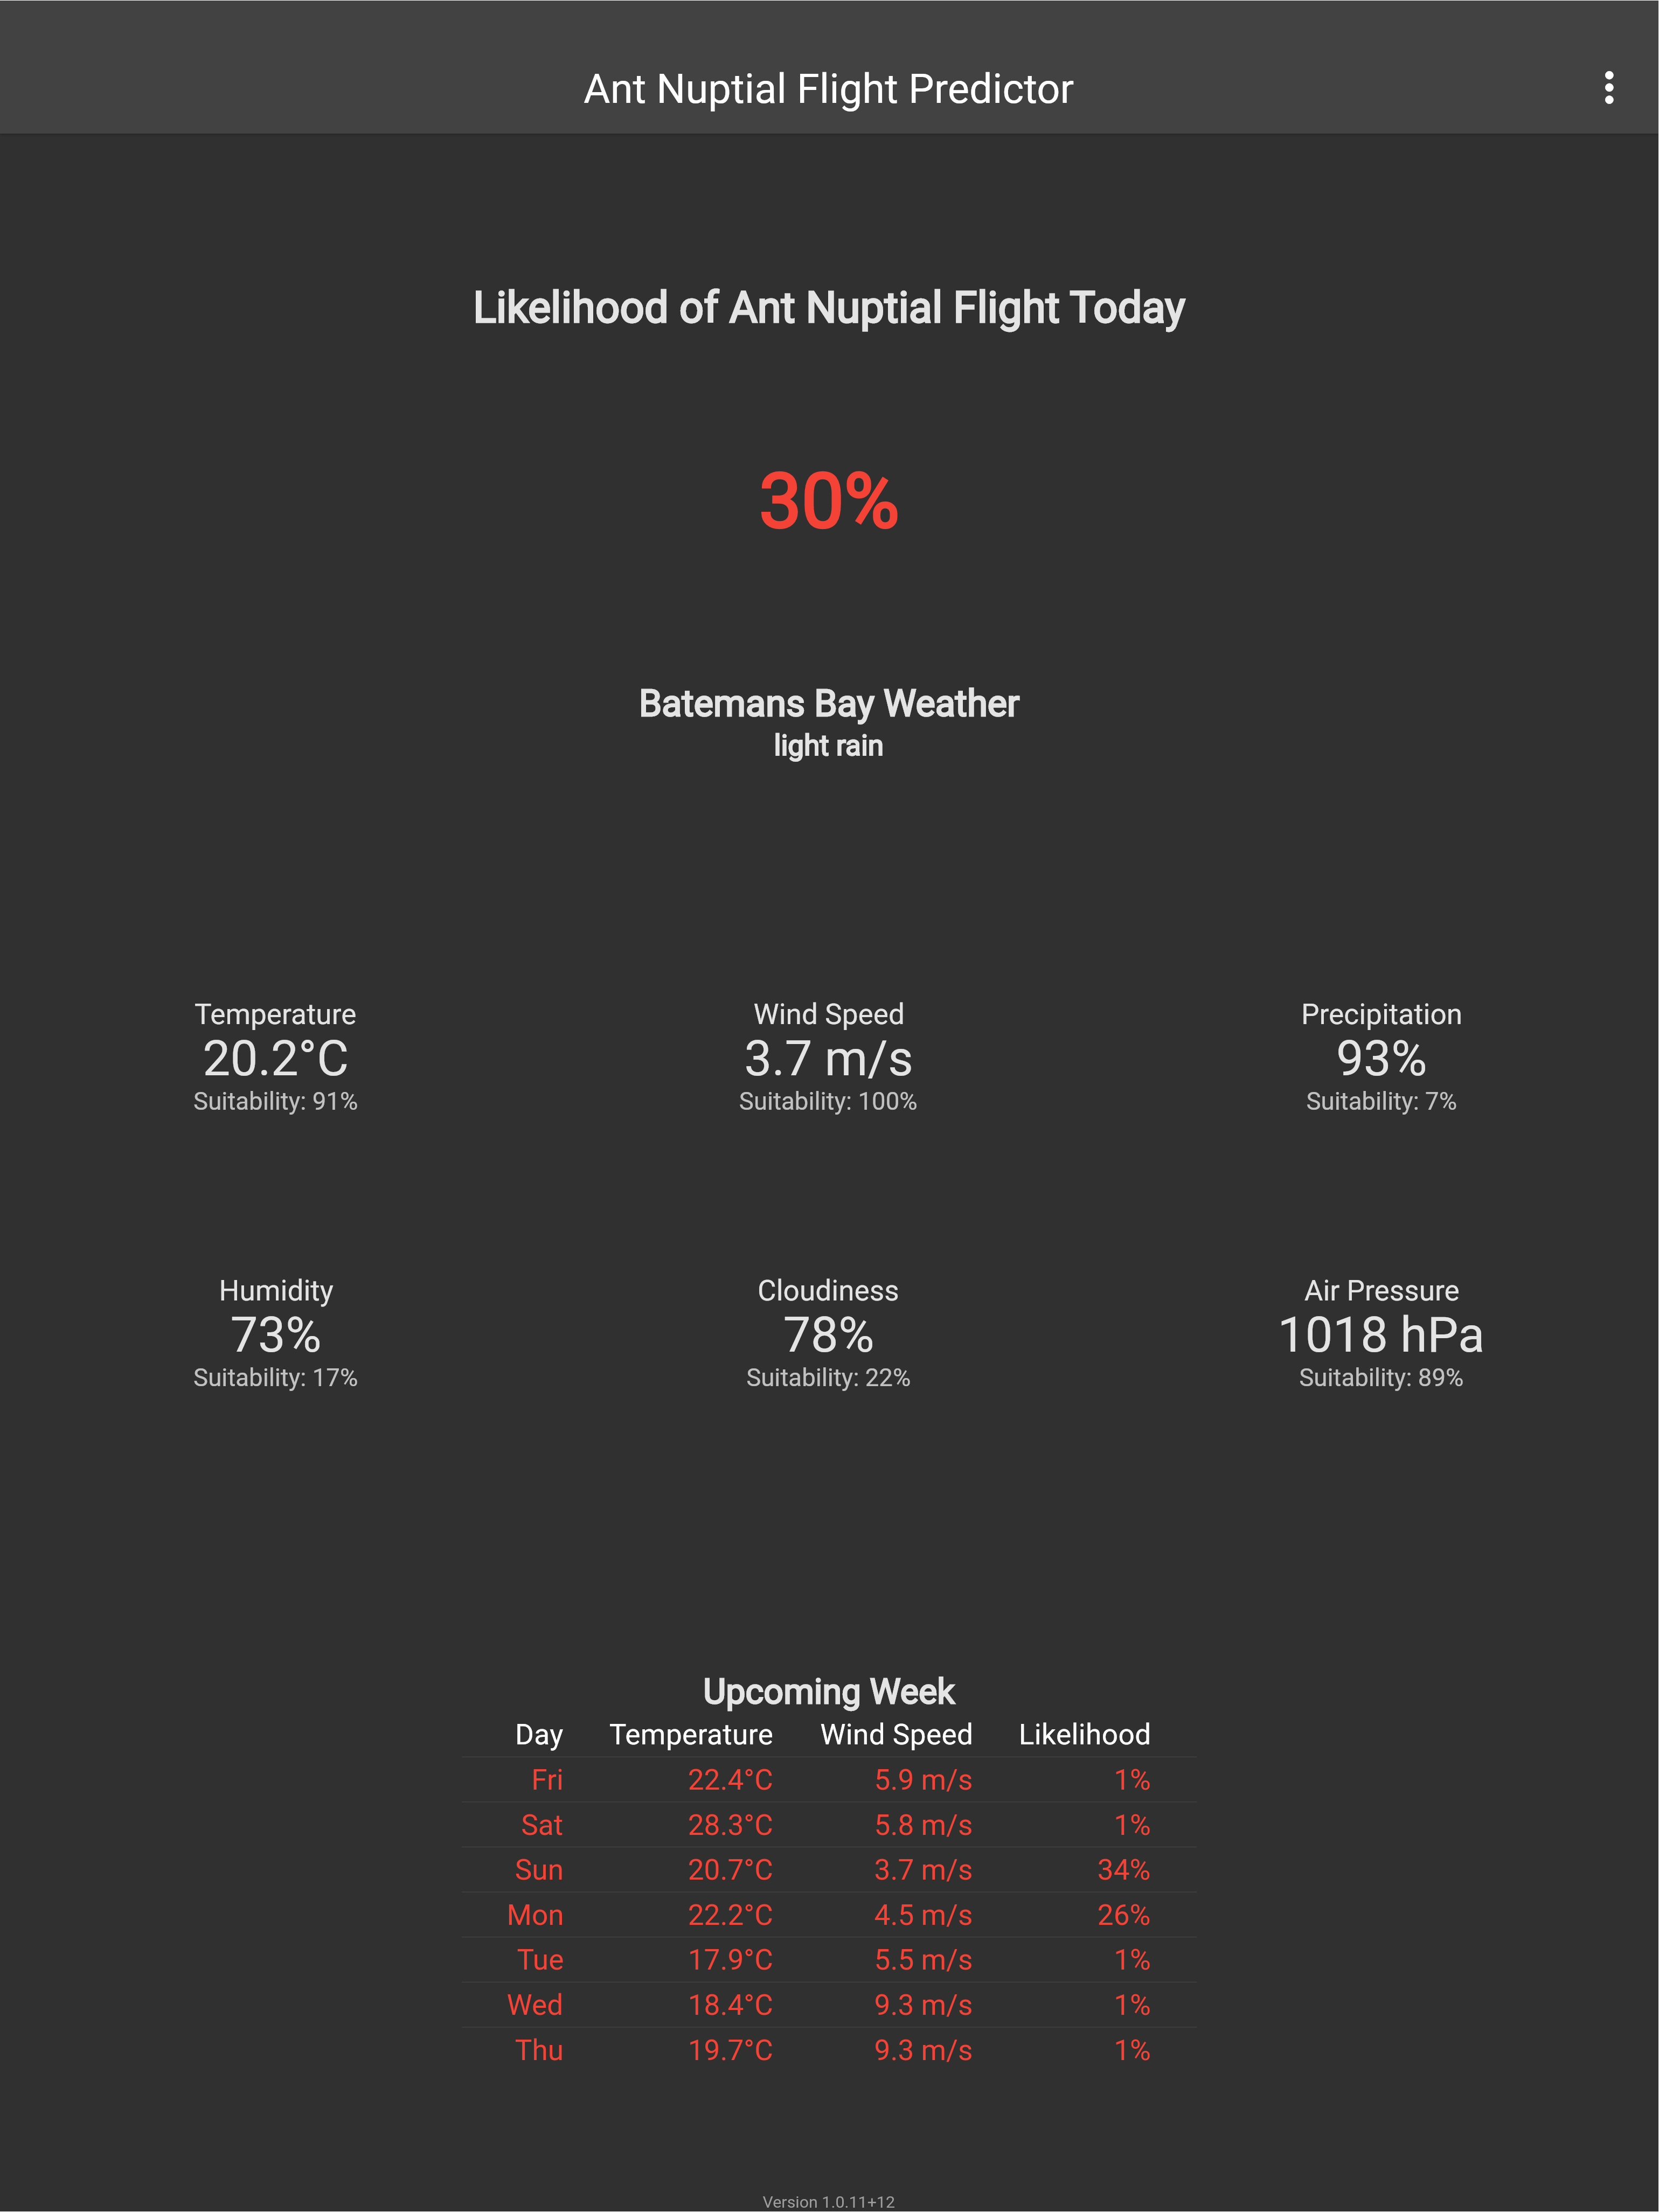 Ant Nuptial Flight Predictor
Likelihood of Ant Nuptial Flight Today
30%
Batemans Bay Weather
light rain
Temperature Wind Speed Precipitation
20.2°C 3.7 m/s 93%
Suitability: 91% Suitability: 100% Suitability: 7%
Humidity Cloudiness Air Pressure
73% 78% 1018 hPa
Suitability: 17% Suitability: 22% Suitability: 89%
Upcoming Week
Day Temperature Wind Speed Likelihood
Fri 22.4°C 5.9 m/s 1%
Sat 28.3°C 5.8 m/s 1%
Sun 20.7°C 3.7 m/s 34%
Mon 22.2°C 4.5 m/s 26%
Tue 17.9°C 5.5 m/s 1%
Wed 18.4°C 9.3 m/s 1%
Thu 19.7°C 9.3 m/s 1%
Version 1.0.11+12